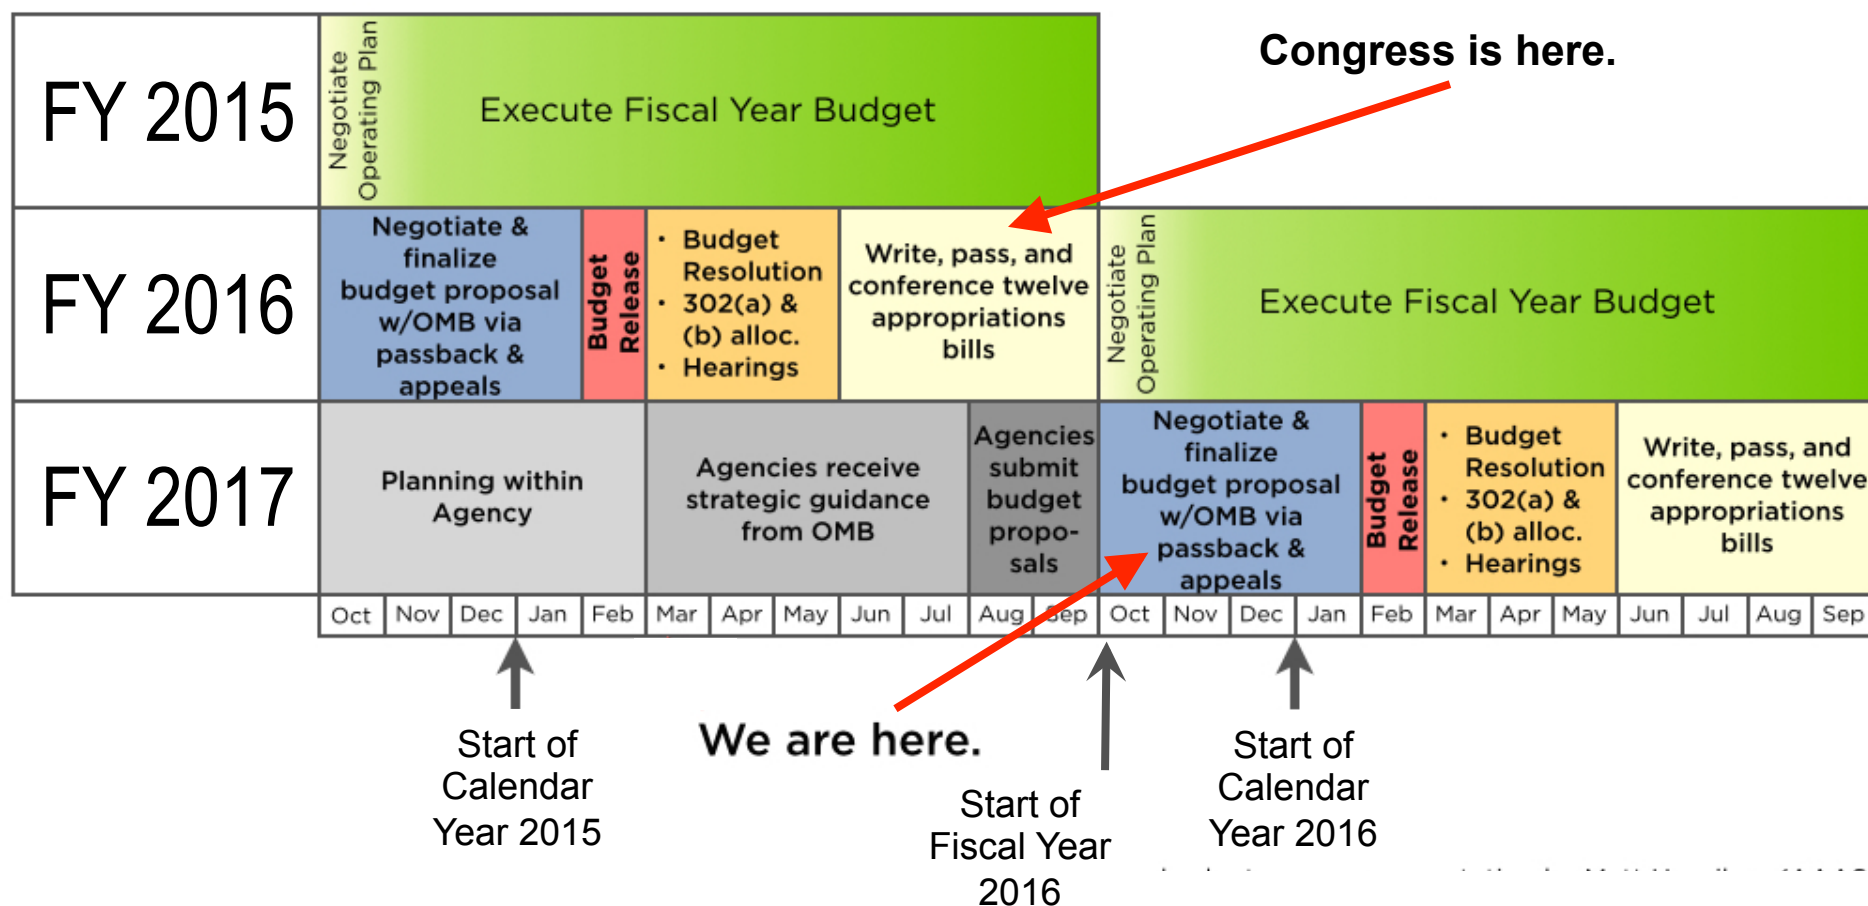 FY 2015
Negotiate
Operating Plan
Execute Fiscal Year Budget
Congress is here.
FY 2016
Negotiate &
finalize
budget proposal
w/OMB via
passback &
appeals
Budget
Release
• Budget
Resolution
• 302(a) &
(b) alloc.
• Hearings
Write, pass, and
conference twelve
appropriations
bills
Negotiate
Operating Plan
Execute Fiscal Year Budget
FY 2017
Planning within
Agency
Agencies receive
strategic guidance
from OMB
Agencies
submit
budget
propo-
sals
Negotiate &
finalize
budget proposal
w/OMB via
passback &
appeals
Budget
Release
• Budget
Resolution
• 302(a) &
(b) alloc.
• Hearings
Write, pass, and
conference twelve
appropriations
bills
Oct Nov Dec Jan Feb Mar Apr May Jun Jul Aug Sep Oct Nov Dec Jan Feb Mar Apr May Jun Jul Aug Sep
Start of
Calendar
Year 2015
We are here.
Start of
Fiscal Year
2016
Start of
Calendar
Year 2016